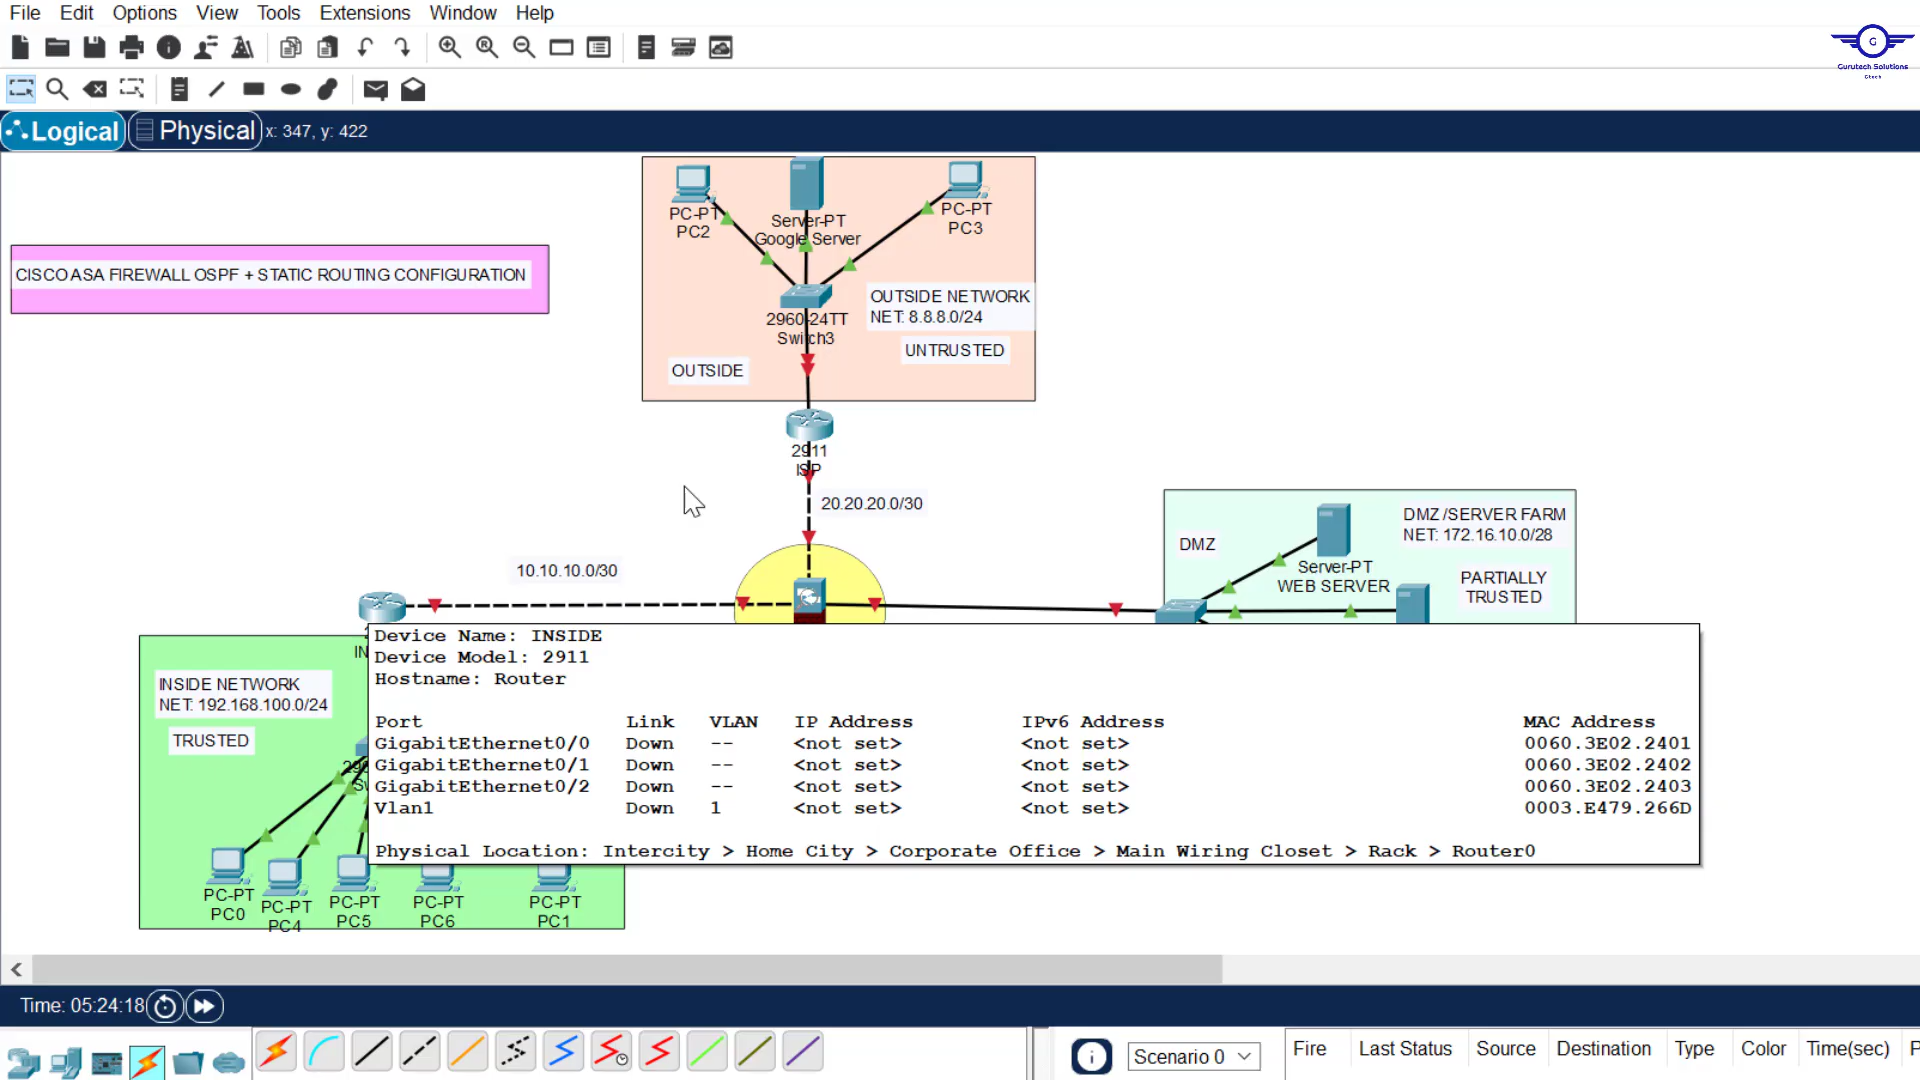 File Edit Options View Tools Extensions Window Help
G
Gurutech Solutions
Gtech
Logical Physical x: 347, y: 422
PC-PT
PC2
Server-PT
Google Server
PC-PT
PC3
CISCO ASA FIREWALL OSPF + STATIC ROUTING CONFIGURATION
2960-24TT
Switch3
OUTSIDE NETWORK
NET: 8.8.8.0/24
UNTRUSTED
OUTSIDE
2911
ISP
20.20.20.0/30
10.10.10.0/30
DMZ
DMZ /SERVER FARM
NET: 172.16.10.0/28
Server-PT
WEB SERVER
PARTIALLY
TRUSTED
IN
INSIDE NETWORK
NET: 192.168.100.0/24
TRUSTED
Device Name: INSIDE
Device Model: 2911
Hostname: Router
Port Link VLAN IP Address IPv6 Address MAC Address
GigabitEthernet0/0 Down -- <not set> <not set> 0060.3E02.2401
GigabitEthernet0/1 Down -- <not set> <not set> 0060.3E02.2402
GigabitEthernet0/2 Down -- <not set> <not set> 0060.3E02.2403
Vlan1 Down 1 <not set> <not set> 0003.E479.266D
Physical Location: Intercity > Home City > Corporate Office > Main Wiring Closet > Rack > Router0
PC-PT
PC0
PC-PT
PC4
PC-PT
PC5
PC-PT
PC6
PC-PT
PC1
Time: 05:24:18
Scenario 0
Fire Last Status Source Destination Type Color Time(sec) P